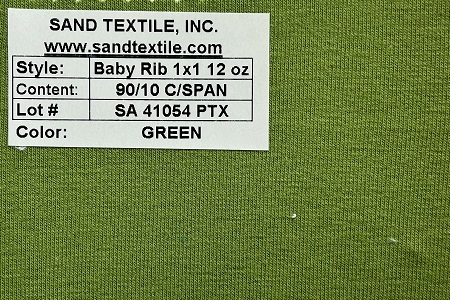 SAND TEXTILE, INC.
www.sandtextile.com
Style: Baby Rib 1x1 12 oz
Content: 90/10 C/SPAN
Lot # SA 41054 PTX
Color: GREEN